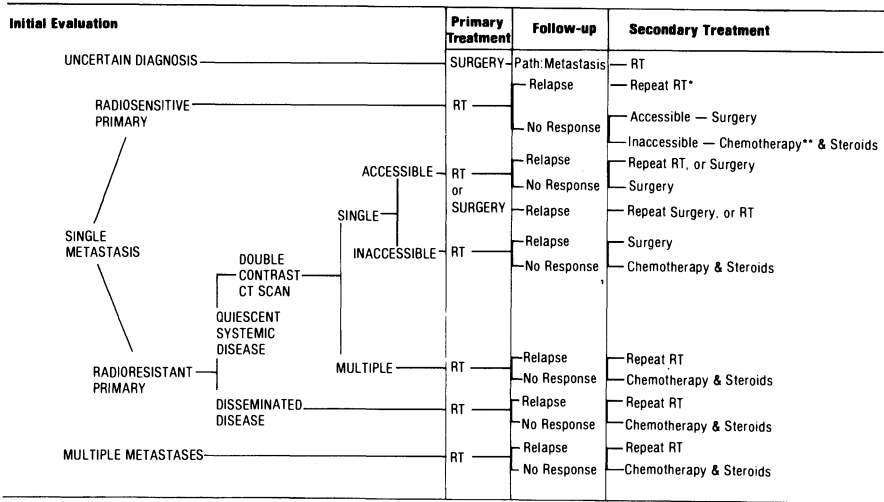 Initial Evaluation
Primary Treatment
Follow-up
Secondary Treatment
UNCERTAIN DIAGNOSIS
SURGERY
Path: Metastasis
RT
RADIOSENSITIVE
PRIMARY
RT
Relapse
Repeat RT*
No Response
Accessible — Surgery
Inaccessible — Chemotherapy** & Steroids
SINGLE
METASTASIS
RADIORESISTANT
PRIMARY
QUIESCENT
SYSTEMIC
DISEASE
DOUBLE
CONTRAST
CT SCAN
SINGLE
ACCESSIBLE
RT
or
SURGERY
Relapse
Repeat RT, or Surgery
No Response
Surgery
Relapse
Repeat Surgery, or RT
INACCESSIBLE
RT
Relapse
Surgery
No Response
Chemotherapy & Steroids
MULTIPLE
RT
Relapse
Repeat RT
No Response
Chemotherapy & Steroids
DISSEMINATED
DISEASE
RT
Relapse
Repeat RT
No Response
Chemotherapy & Steroids
MULTIPLE METASTASES
RT
Relapse
Repeat RT
No Response
Chemotherapy & Steroids